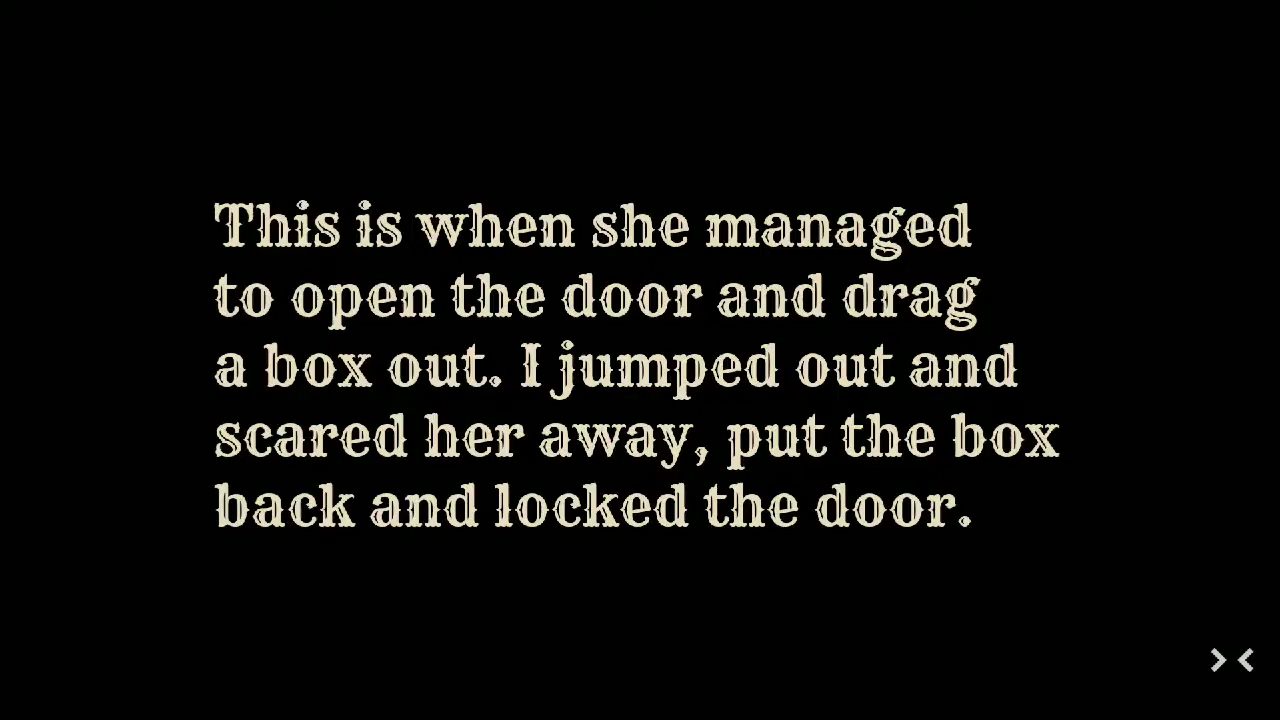 This is when she managed
to open the door and drag
a box out. I jumped out and
scared her away, put the box
back and locked the door.